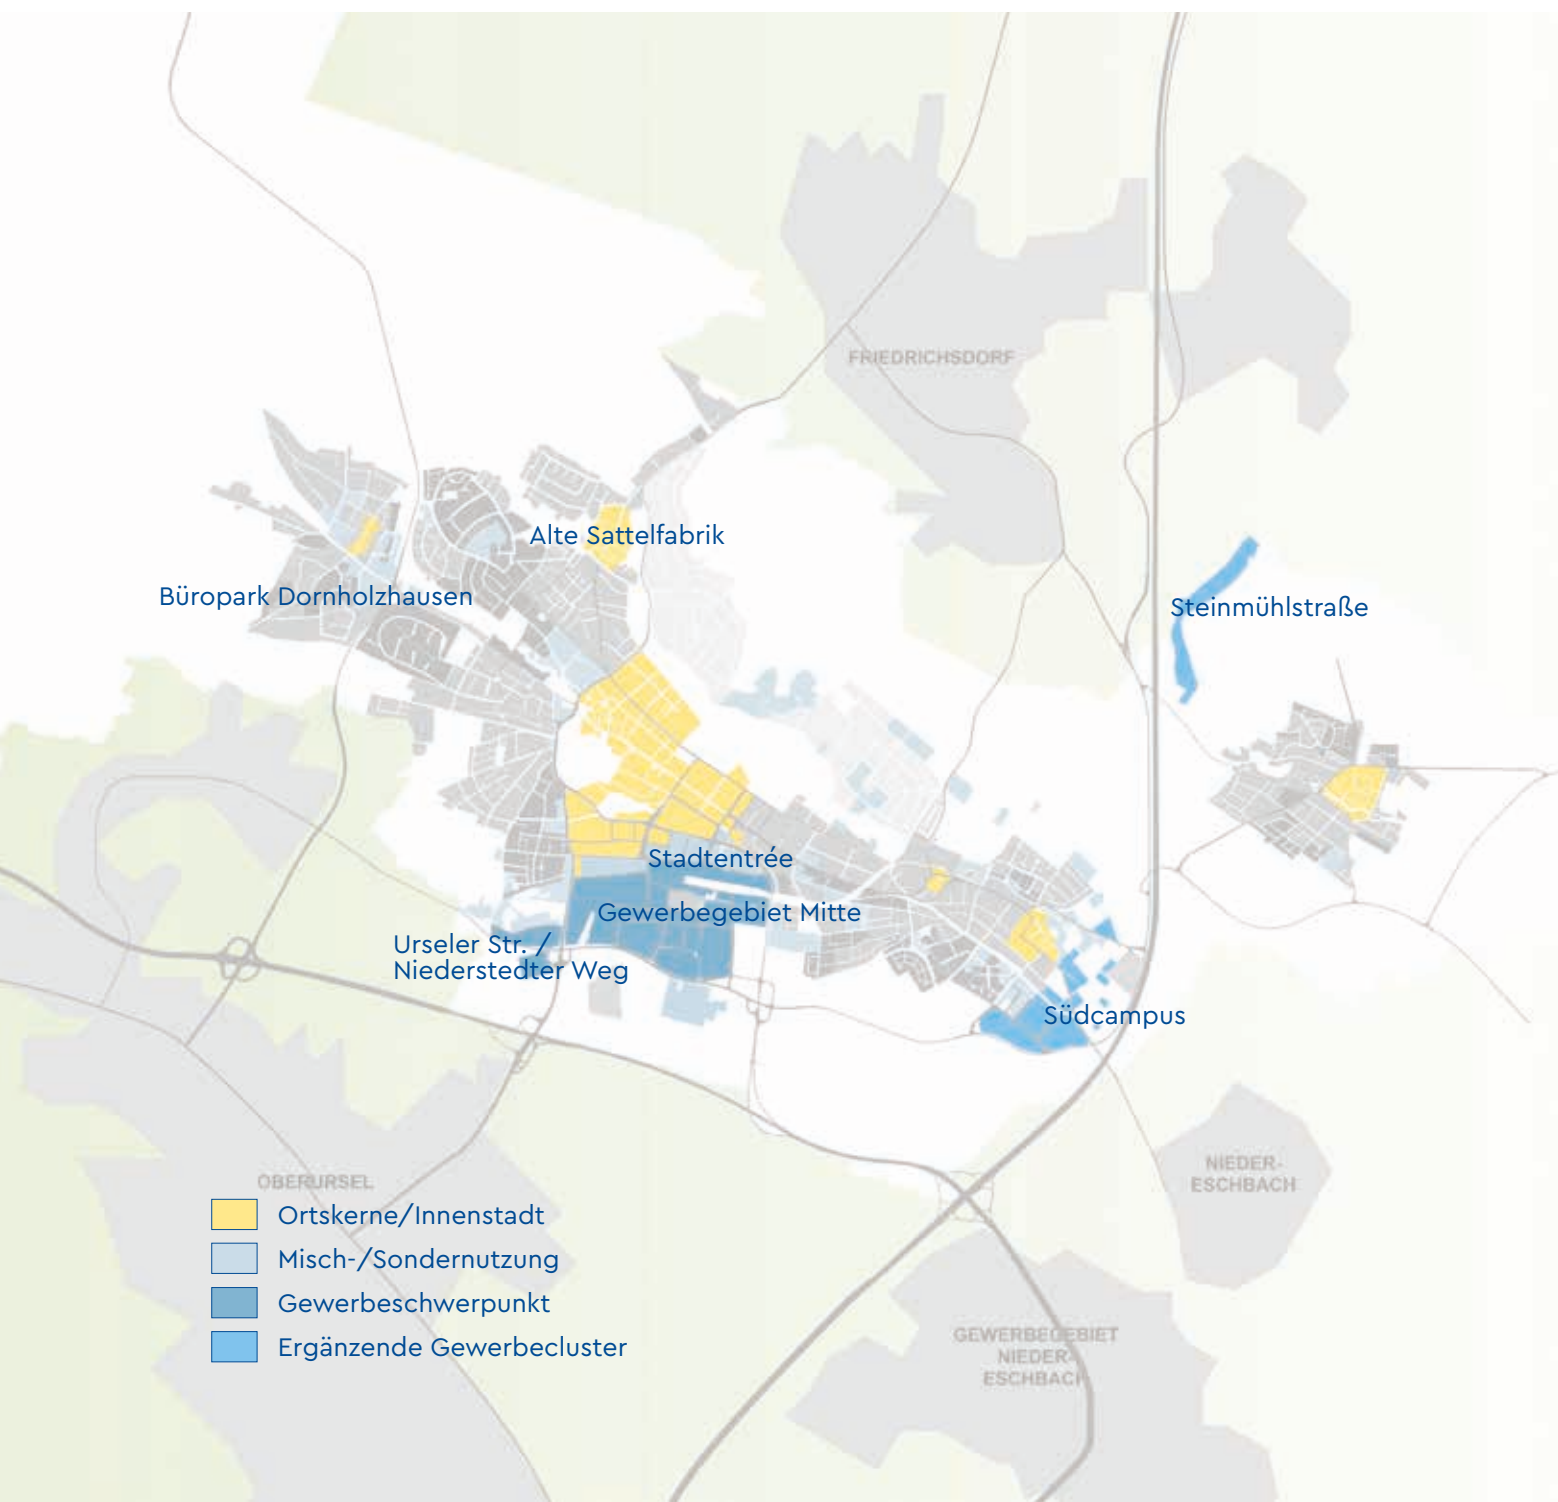 FRIEDRICHSDORF
Alte Sattelfabrik
Büropark Dornholzhausen
Steinmühlstraße
Stadtentrée
Gewerbegebiet Mitte
Urseler Str. /
Niederstedter Weg
Südcampus
NIEDER-
ESCHBACH
OBERURSEL
Ortskerne/Innenstadt
Misch-/Sondernutzung
Gewerbeschwerpunkt
Ergänzende Gewerbecluster
GEWERBEGEBIET
NIEDER-
ESCHBACH